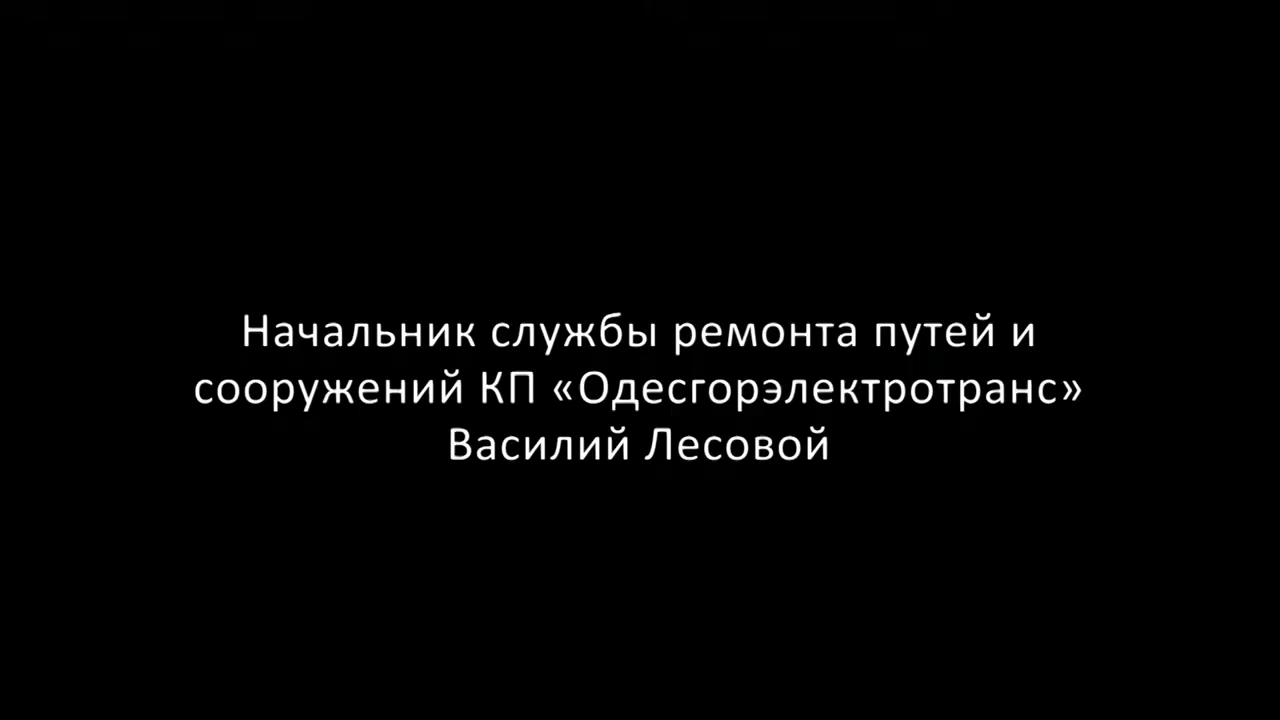 Начальник службы ремонта путей и
сооружений КП «Одесгорэлектротранс»
Василий Лесовой